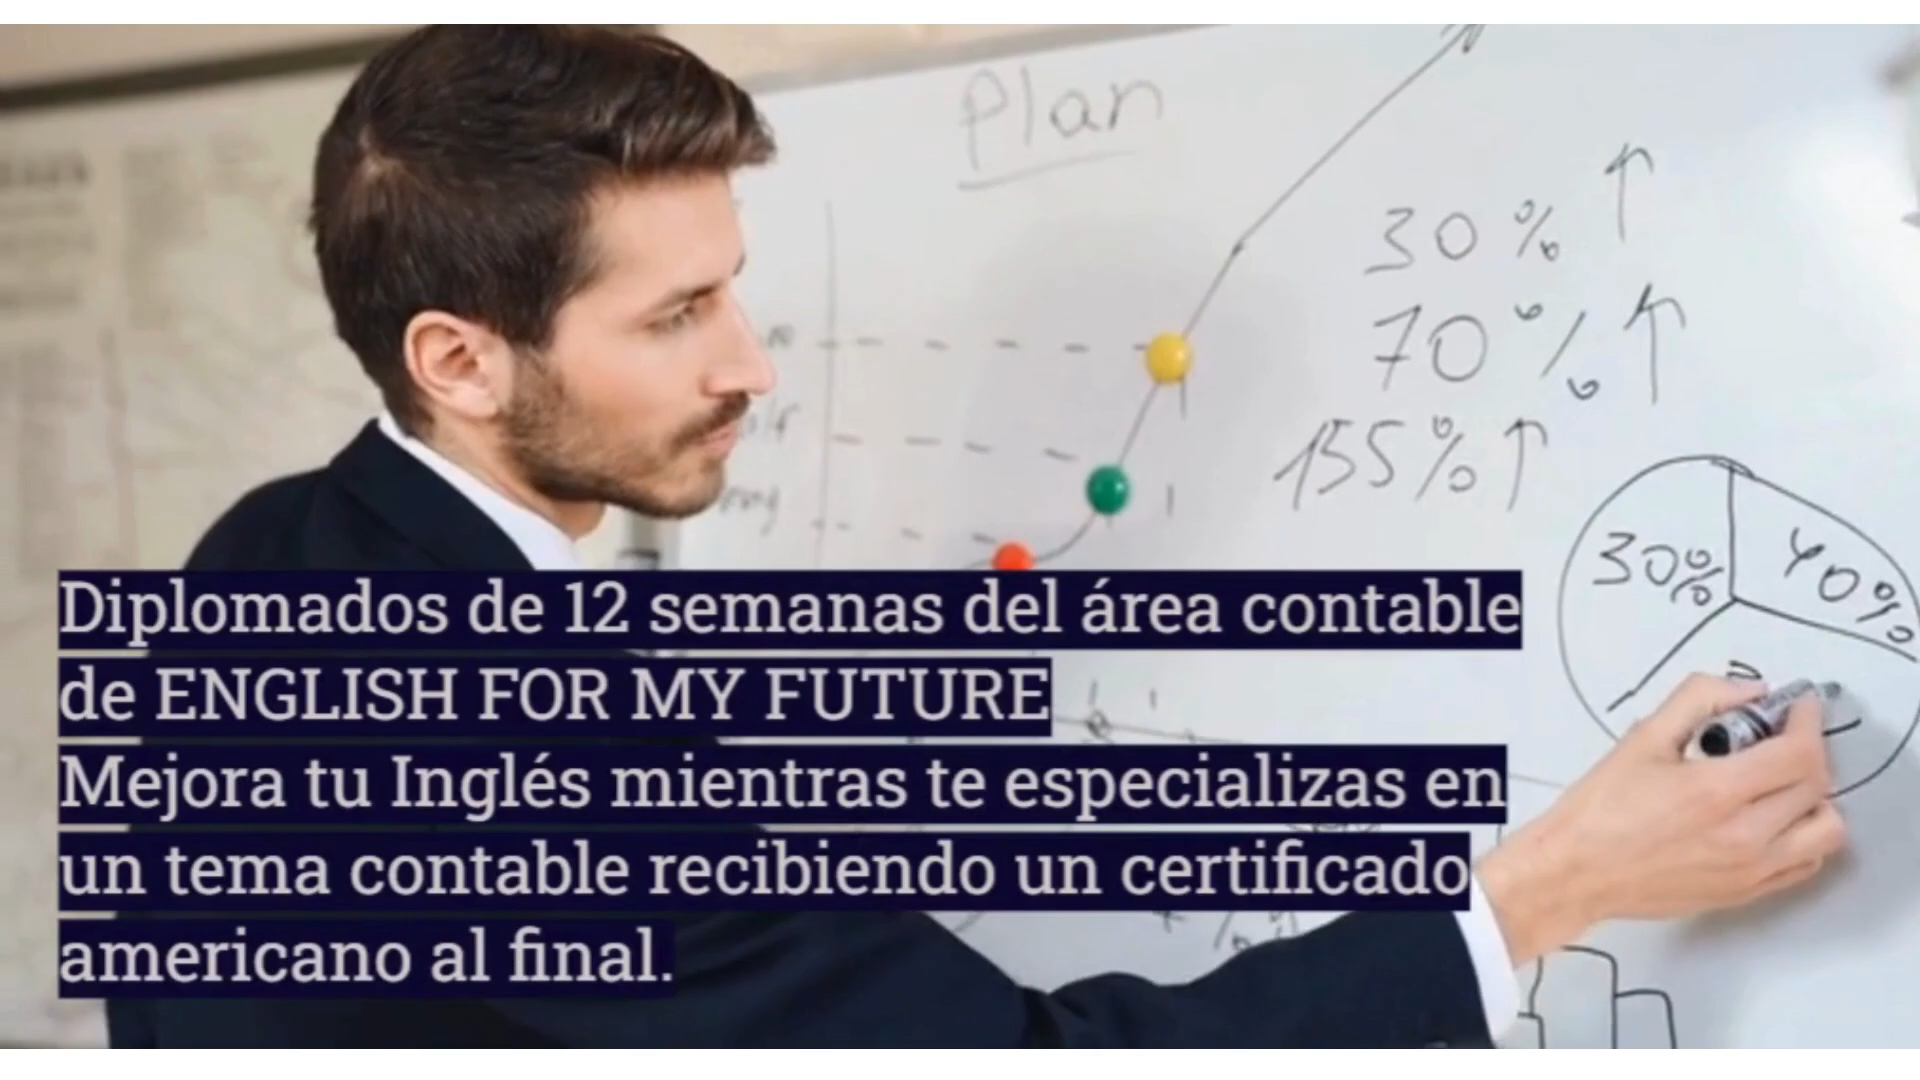 Plan
30% ↑
70% ↑
155% ↑
30%
40%
Diplomados de 12 semanas del área contable
de ENGLISH FOR MY FUTURE
Mejora tu Inglés mientras te especializas en
un tema contable recibiendo un certificado
americano al final.